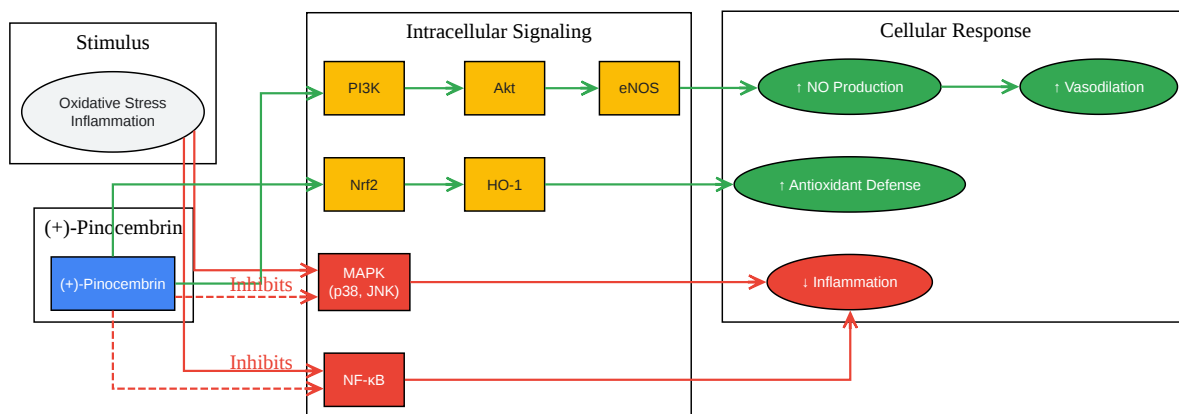 Stimulus
Oxidative Stress
Inflammation
(+)-Pinocembrin
(+)-Pinocembrin
Inhibits
Inhibits
Intracellular Signaling
PI3K
Akt
eNOS
Nrf2
HO-1
MAPK
(p38, JNK)
NF-κB
Cellular Response
↑ NO Production
↑ Vasodilation
↑ Antioxidant Defense
↓ Inflammation